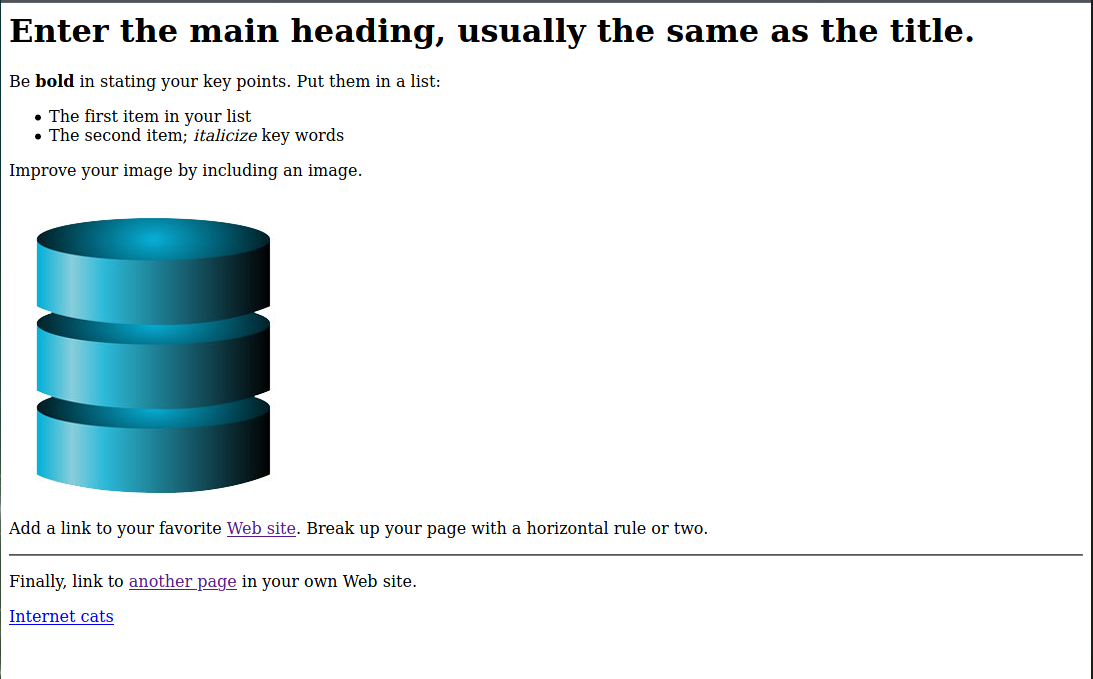 Enter the main heading, usually the same as the title.
Be bold in stating your key points. Put them in a list:
The first item in your list
The second item; italicize key words
Improve your image by including an image.
Add a link to your favorite Web site. Break up your page with a horizontal rule or two.
Finally, link to another page in your own Web site.
Internet cats